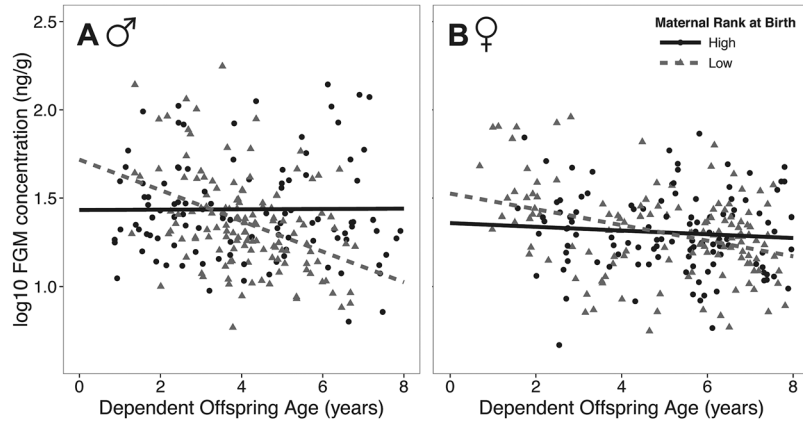 A ♂
B ♀
Maternal Rank at Birth
High
Low
log10 FGM concentration (ng/g)
2.5
2.0
1.5
1.0
0 2 4 6 8
0 2 4 6 8
Dependent Offspring Age (years)
Dependent Offspring Age (years)